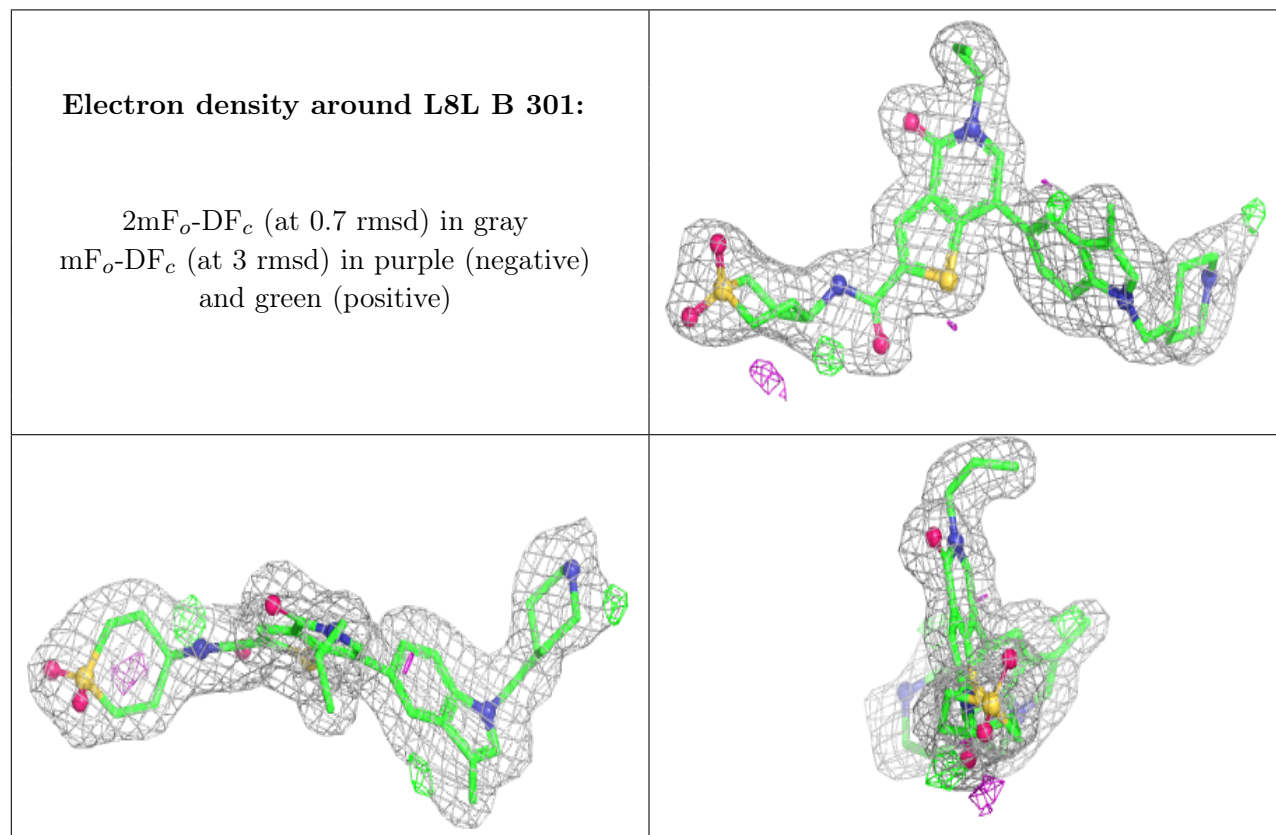 Electron density around L8L B 301:
2mFo-DFc (at 0.7 rmsd) in gray
mFo-DFc (at 3 rmsd) in purple (negative)
and green (positive)